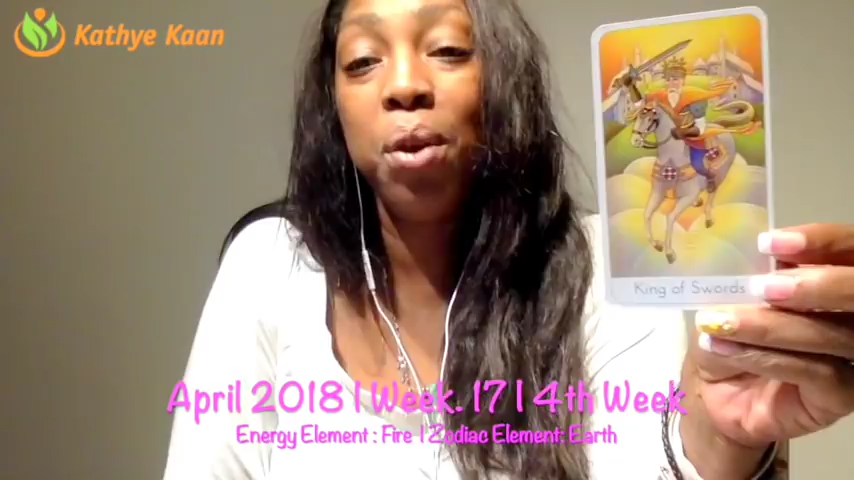 Kathye Kaan
King of Swords
April 2018 | Week. 17 | 4th Week
Energy Element : Fire | Zodiac Element: Earth